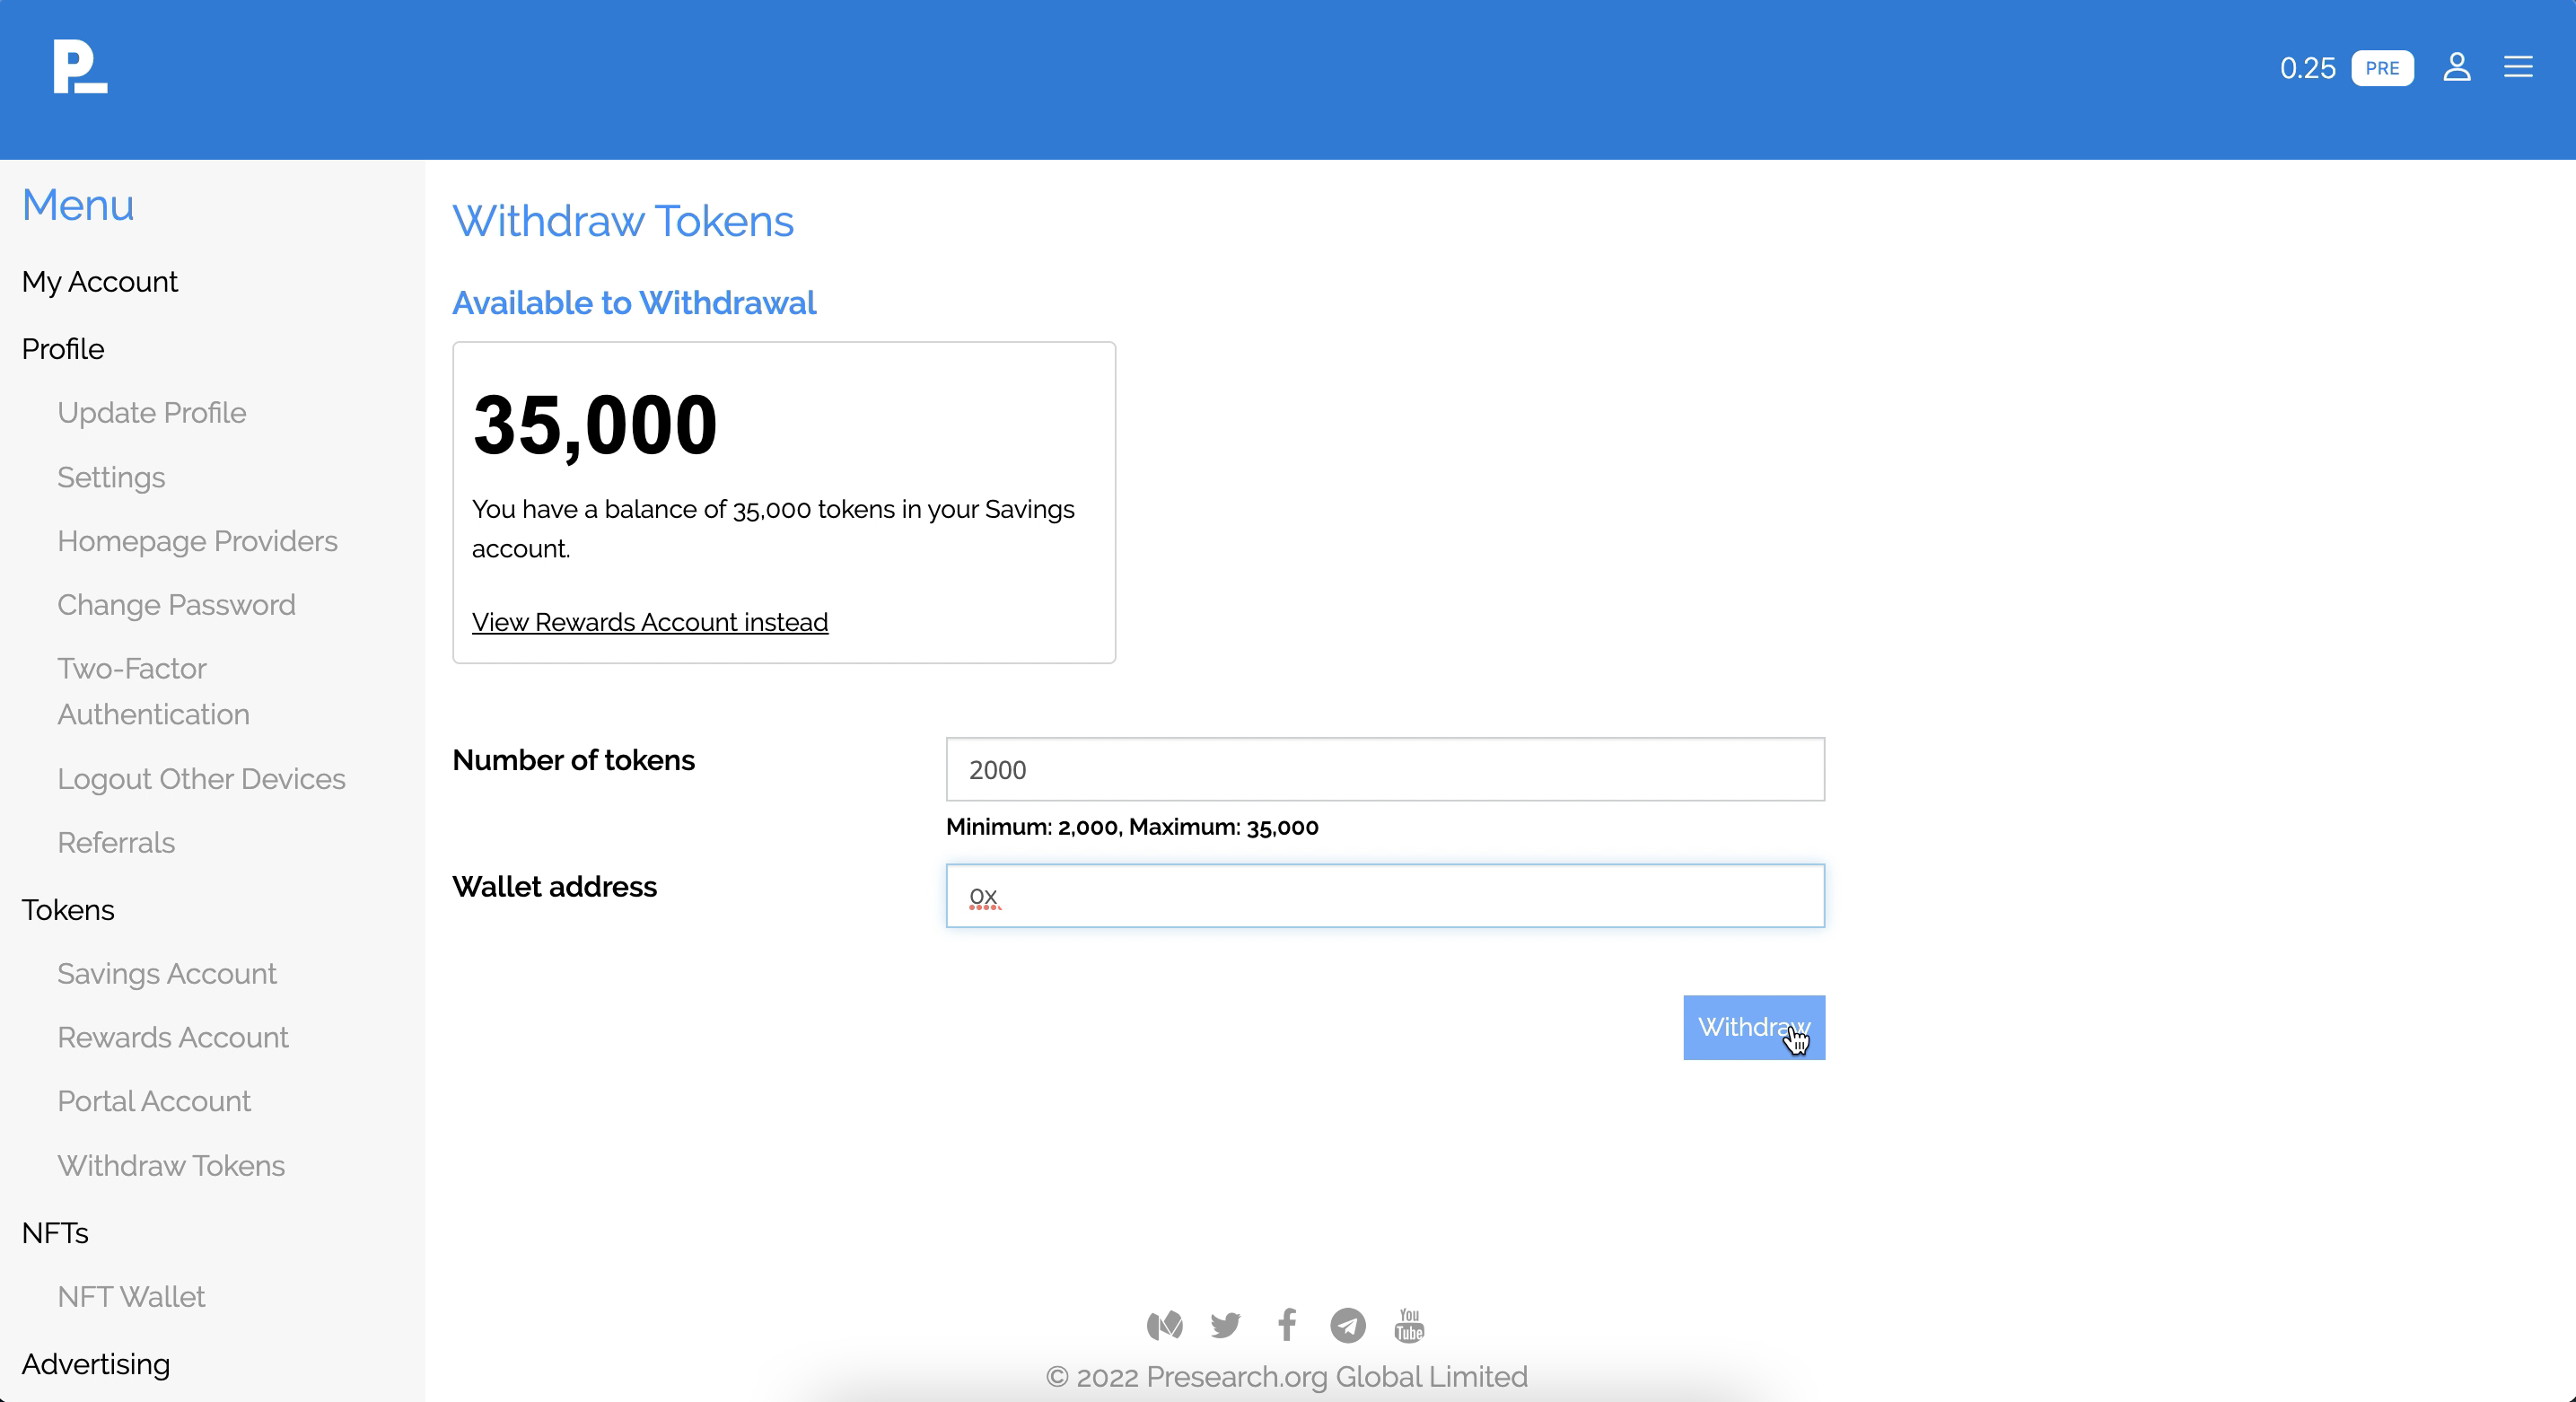 P_
0.25 PRE
Menu
My Account
Profile
Update Profile
Settings
Homepage Providers
Change Password
Two-Factor
Authentication
Logout Other Devices
Referrals
Tokens
Savings Account
Rewards Account
Portal Account
Withdraw Tokens
NFTs
NFT Wallet
Advertising
Withdraw Tokens
Available to Withdrawal
35,000
You have a balance of 35,000 tokens in your Savings
account.
View Rewards Account instead
Number of tokens
2000
Minimum: 2,000, Maximum: 35,000
Wallet address
0x
Withdraw
You
Tube
© 2022 Presearch.org Global Limited